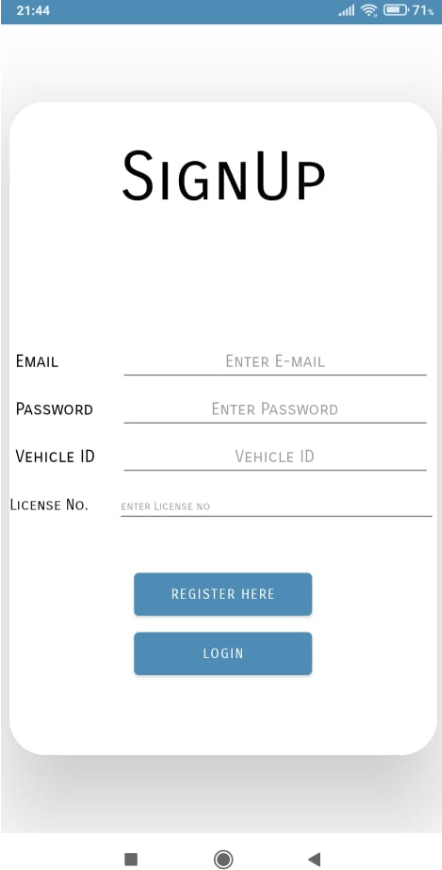 21:44 71%
SignUp
Email Enter E-mail
Password Enter Password
Vehicle ID Vehicle ID
License No. enter License no
REGISTER HERE
LOGIN